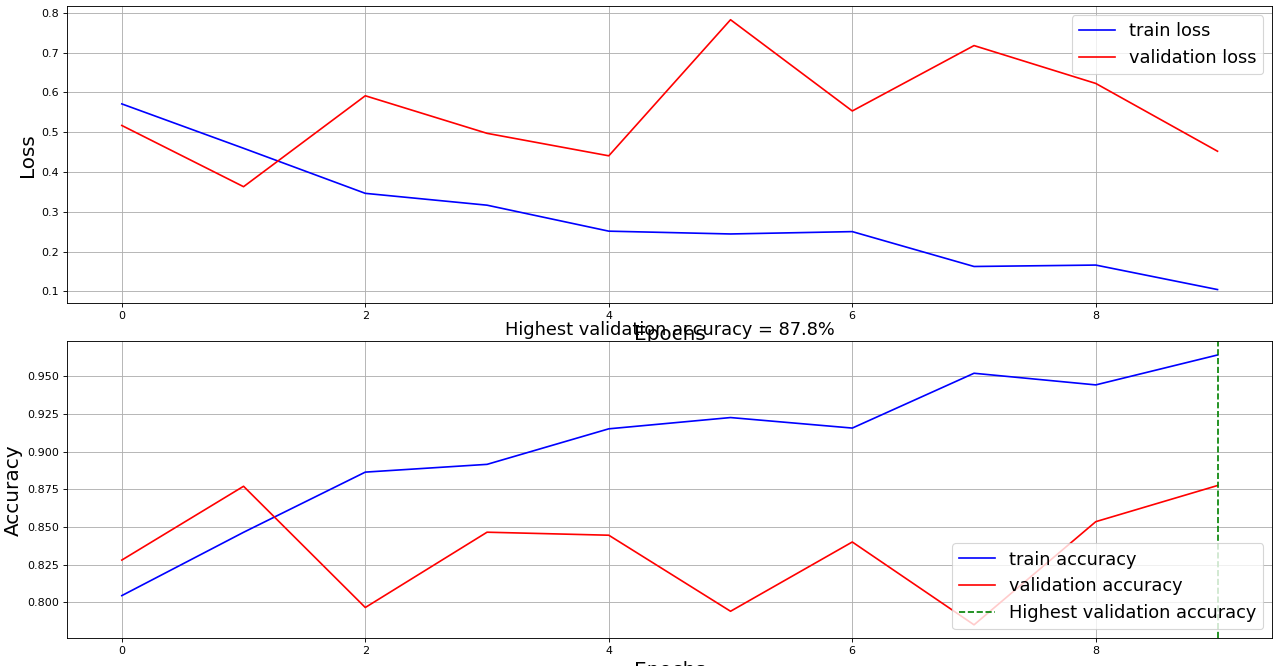 0.8
0.7
0.6
0.5
0.4
0.3
0.2
0.1
Loss
train loss
validation loss
0 2 4 6 8
Epochs
Highest validation accuracy = 87.8%
0.950
0.925
0.900
0.875
0.850
0.825
0.800
Accuracy
train accuracy
validation accuracy
Highest validation accuracy
0 2 4 6 8
Epochs